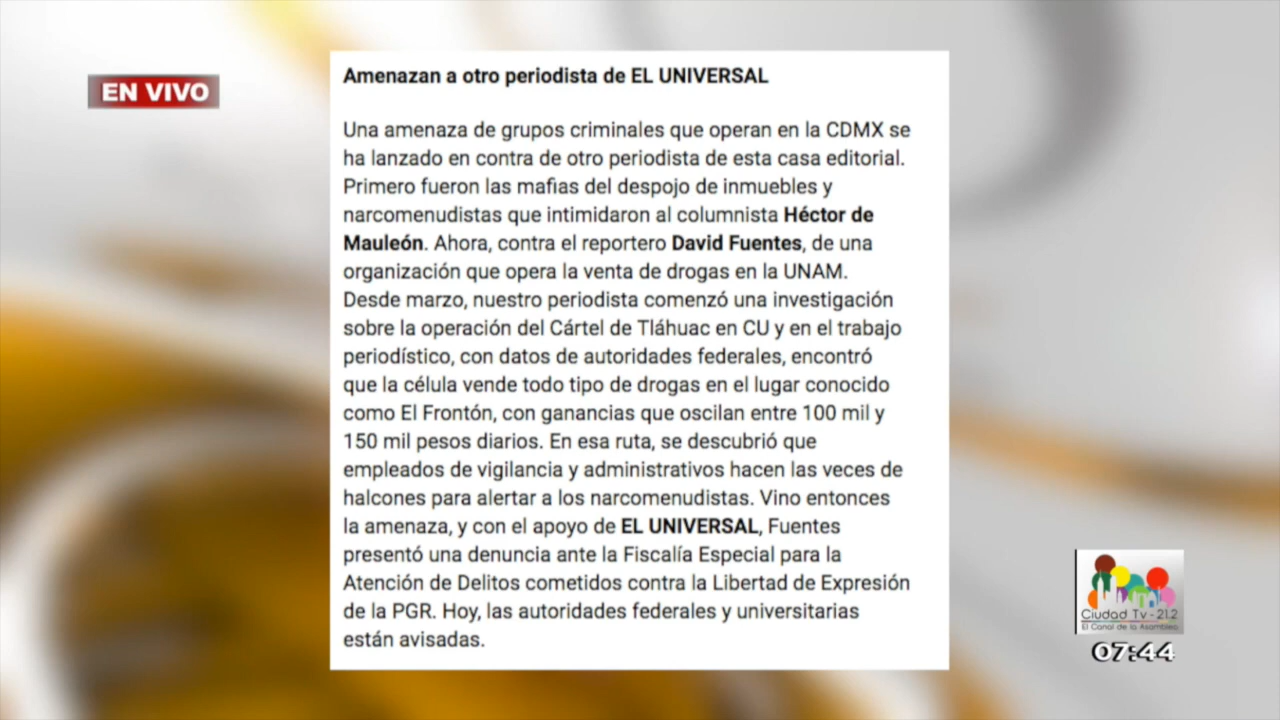 Amenazan a otro periodista de EL UNIVERSAL
EN VIVO
Una amenaza de grupos criminales que operan en la CDMX se
ha lanzado en contra de otro periodista de esta casa editorial.
Primero fueron las mafias del despojo de inmuebles y
narcomenudistas que intimidaron al columnista Héctor de
Mauleón. Ahora, contra el reportero David Fuentes, de una
organización que opera la venta de drogas en la UNAM.
Desde marzo, nuestro periodista comenzó una investigación
sobre la operación del Cártel de Tláhuac en CU y en el trabajo
periodístico, con datos de autoridades federales, encontró
que la célula vende todo tipo de drogas en el lugar conocido
como El Frontón, con ganancias que oscilan entre 100 mil y
150 mil pesos diarios. En esa ruta, se descubrió que
empleados de vigilancia y administrativos hacen las veces de
halcones para alertar a los narcomenudistas. Vino entonces
la amenaza, y con el apoyo de EL UNIVERSAL, Fuentes
presentó una denuncia ante la Fiscalía Especial para la
Atención de Delitos cometidos contra la Libertad de Expresión
de la PGR. Hoy, las autoridades federales y universitarias
están avisadas.
Ciudad Tv - 21.2
El Canal de la Asamblea
07:44